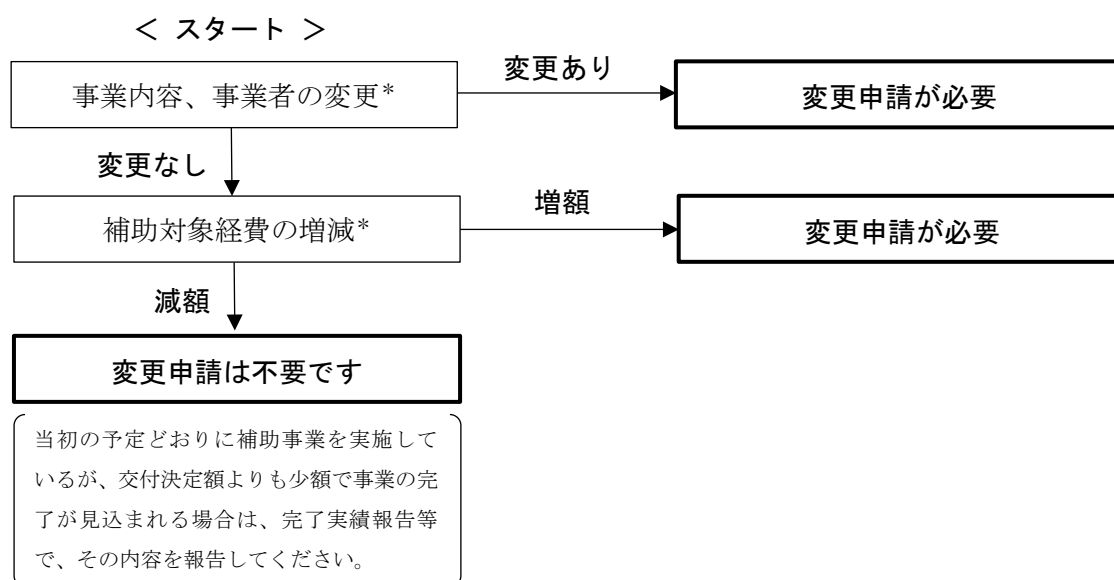 ＜ スタート ＞
事業内容、事業者の変更*
変更あり
変更申請が必要
変更なし
補助対象経費の増減*
増額
変更申請が必要
減額
変更申請は不要です
当初の予定どおりに補助事業を実施して
いるが、交付決定額よりも少額で事業の完
了が見込まれる場合は、完了実績報告等
で、その内容を報告してください。